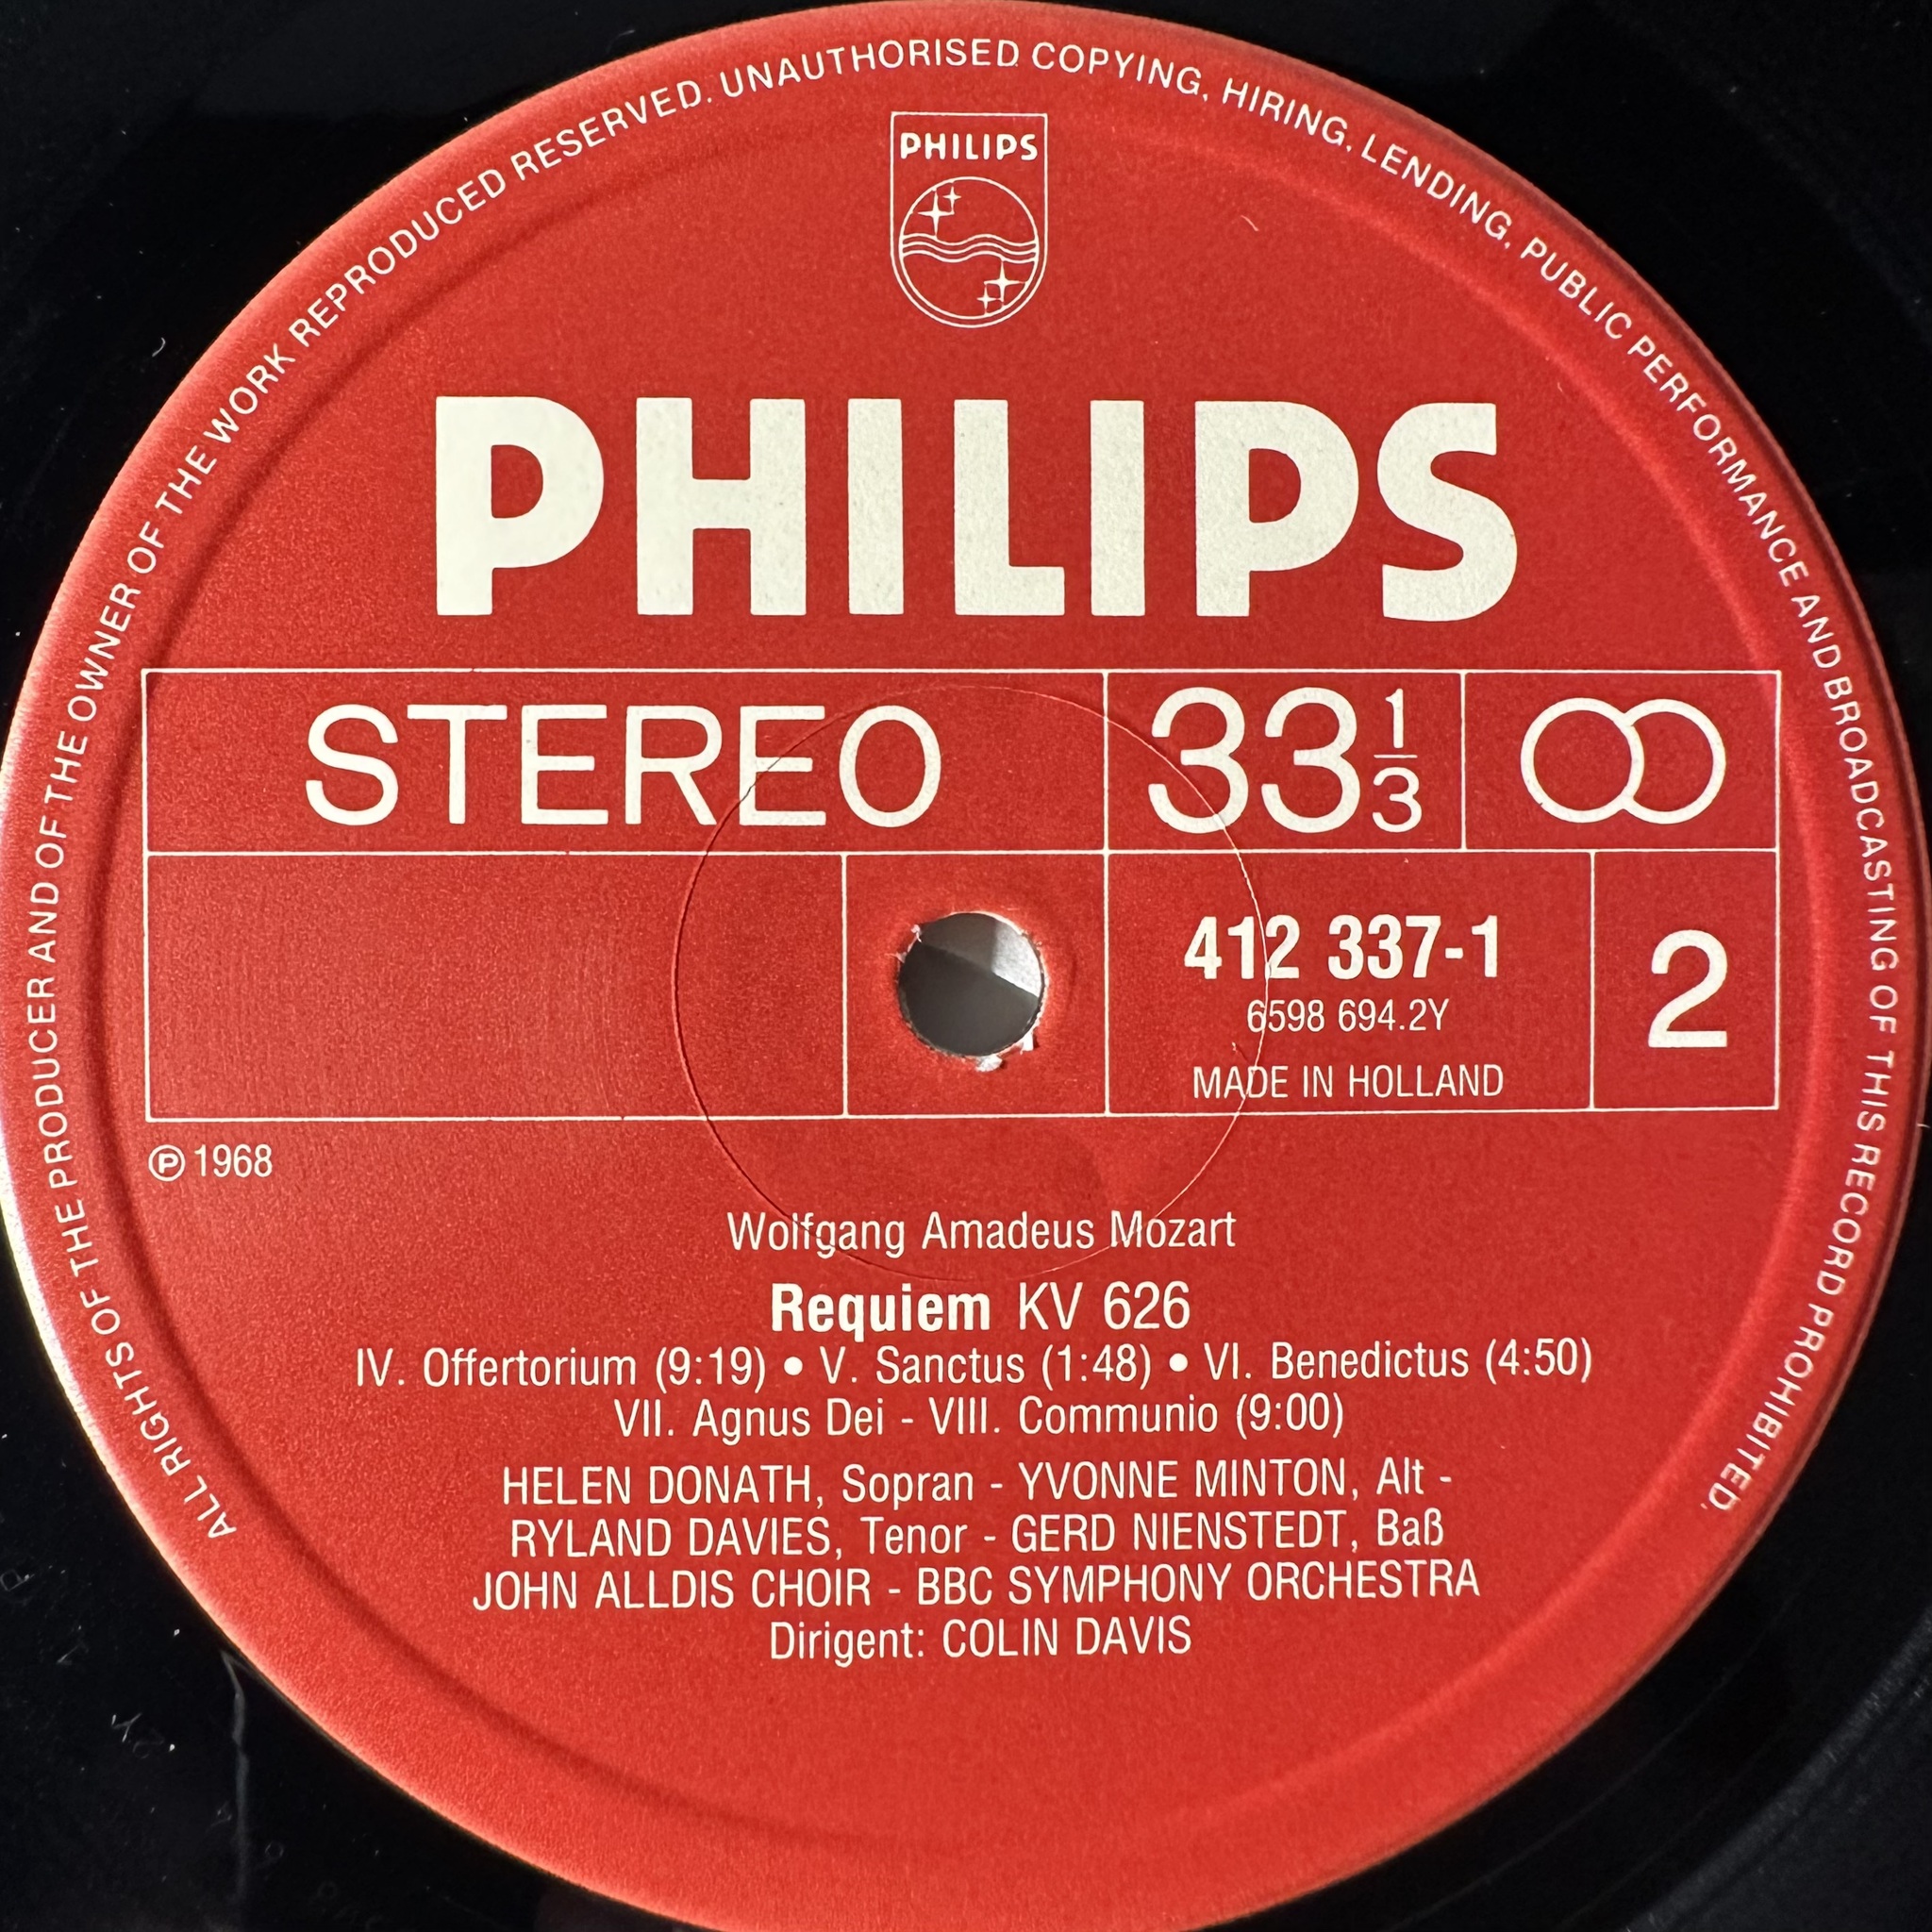 ALL RIGHTS OF THE PRODUCER AND OF THE OWNER OF THE WORK REPRODUCED RESERVED. UNAUTHORISED COPYING, HIRING, LENDING, PUBLIC PERFORMANCE AND BROADCASTING OF THIS RECORD PROHIBITED.
PHILIPS
PHILIPS
STEREO 33 1/3
412 337-1
6598 694.2Y
MADE IN HOLLAND
2
℗ 1968
Wolfgang Amadeus Mozart
Requiem KV 626
IV. Offertorium (9:19) • V. Sanctus (1:48) • VI. Benedictus (4:50)
VII. Agnus Dei - VIII. Communio (9:00)
HELEN DONATH, Sopran - YVONNE MINTON, Alt -
RYLAND DAVIES, Tenor - GERD NIENSTEDT, Baß
JOHN ALLDIS CHOIR - BBC SYMPHONY ORCHESTRA
Dirigent: COLIN DAVIS